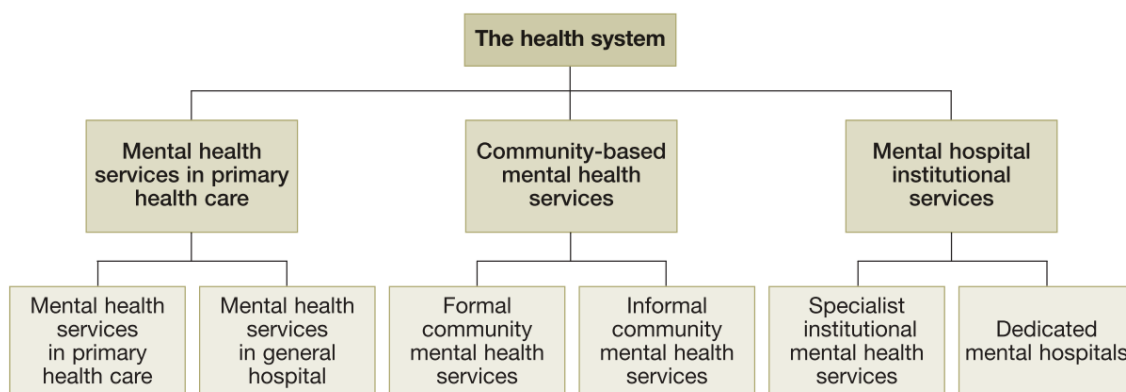 The health system
Mental health
services in primary
health care
Community-based
mental health
services
Mental hospital
institutional
services
Mental health
services
in primary
health care
Mental health
services
in general
hospital
Formal
community
mental health
services
Informal
community
mental health
services
Specialist
institutional
mental health
services
Dedicated
mental hospitals